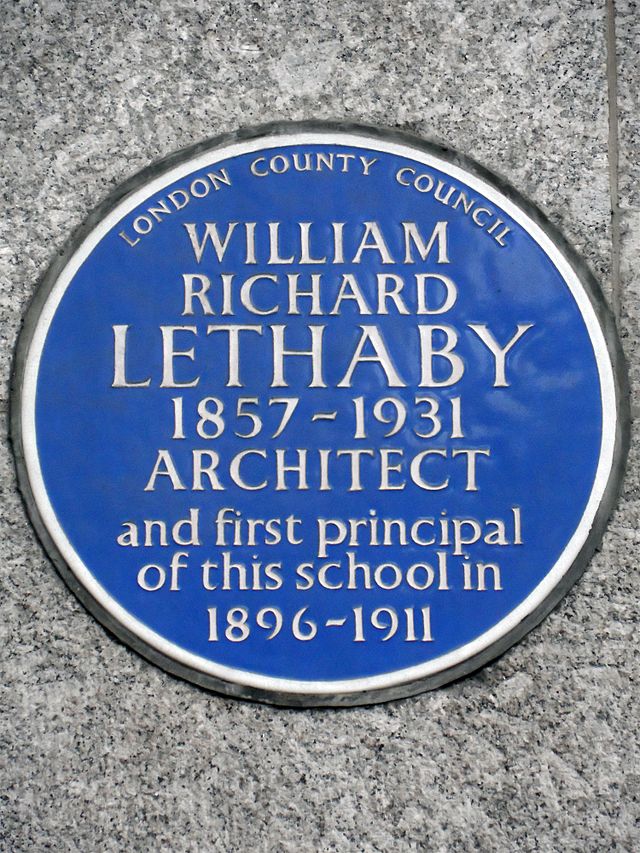 LONDON COUNTY COUNCIL
WILLIAM
RICHARD
LETHABY
1857~1931
ARCHITECT
and first principal
of this school in
1896~1911